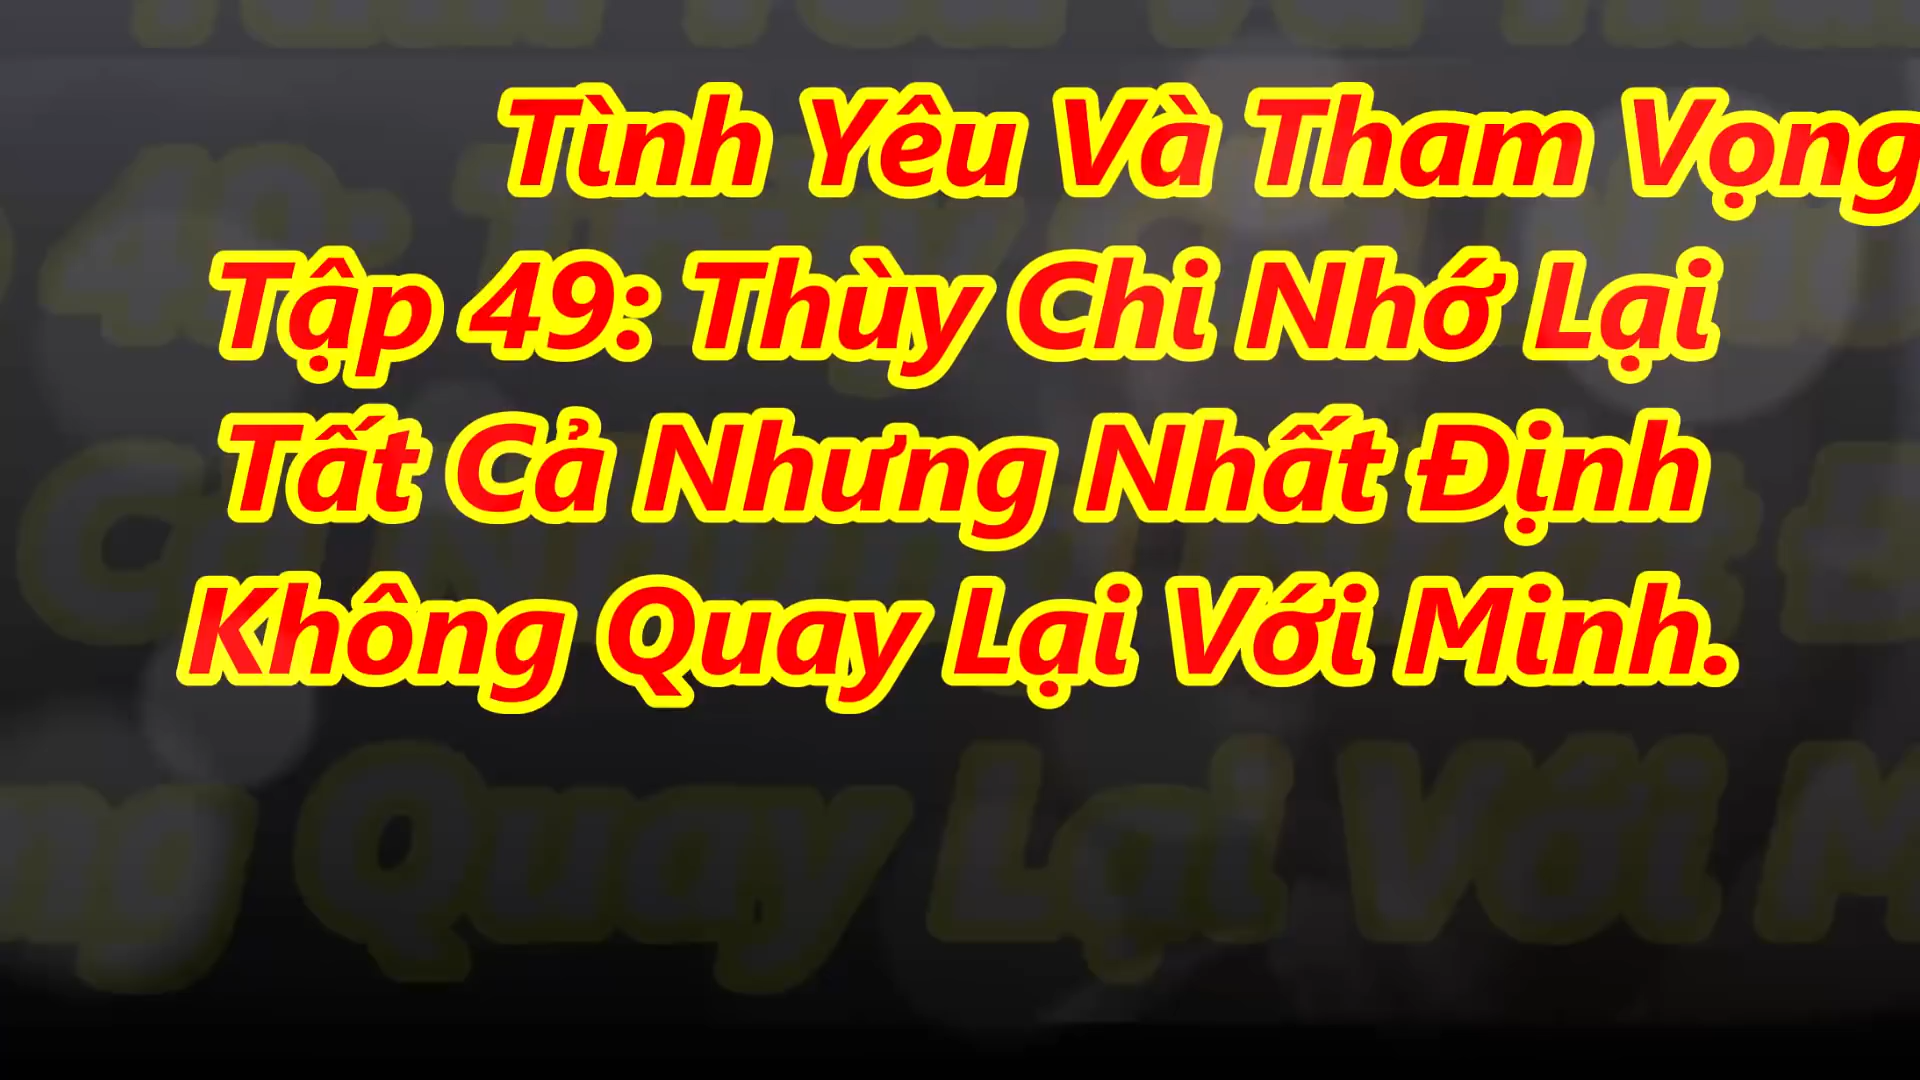 Tình Yêu Và Tham Vọng
Tập 49: Thùy Chi Nhớ Lại
Tất Cả Nhưng Nhất Định
Không Quay Lại Với Minh.